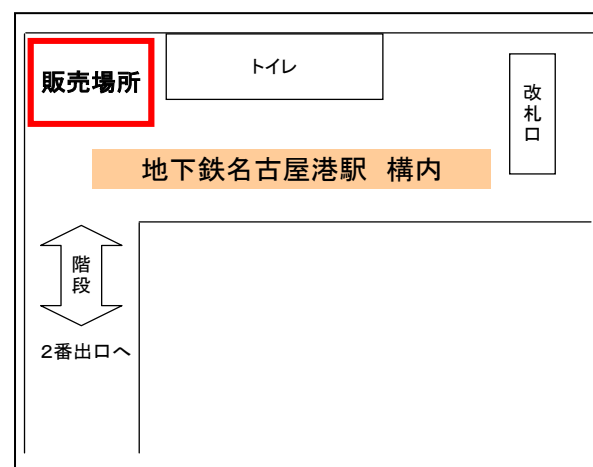 販売場所
トイレ
改札口
地下鉄名古屋港駅 構内
階段
2番出口へ